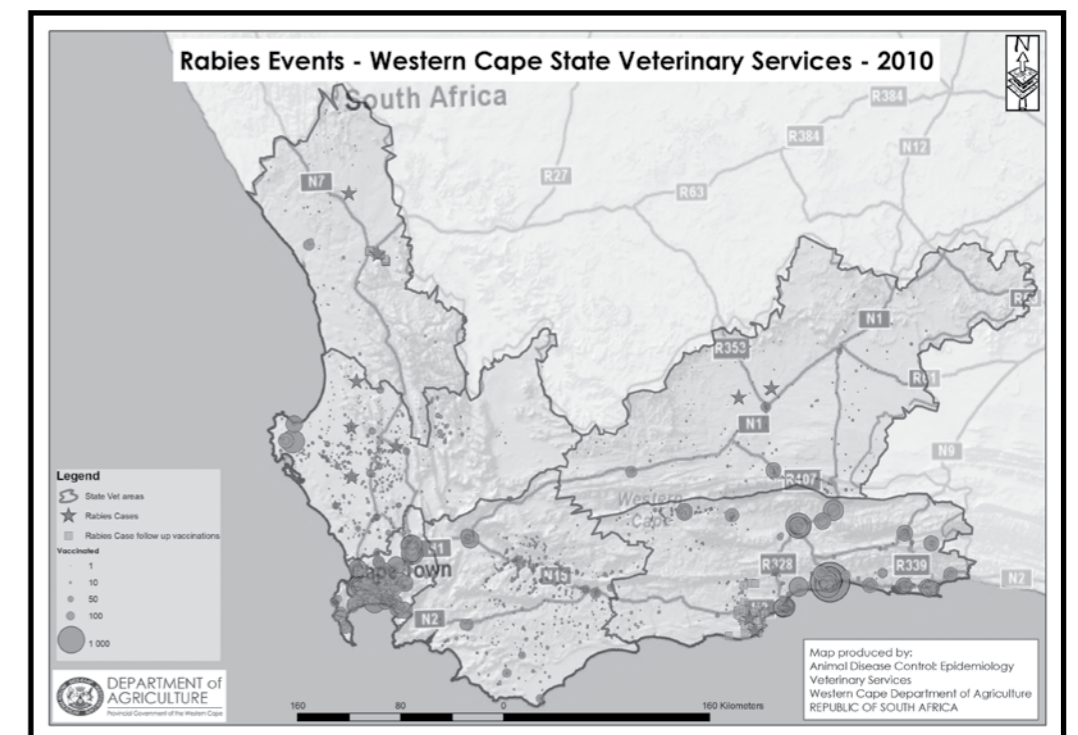 Rabies Events - Western Cape State Veterinary Services - 2010
N
South Africa
R384
R384
N12
N7
R27
R63
N1
R353
R61
N1
N9
R407
Western
Cape
Legend
State Vet areas
Rabies Cases
Rabies Case follow up vaccinations
Vaccinated
1
10
50
100
1 000
N1
Cape Town
N15
R328
R339
N2
N2
N2
Map produced by:
Animal Disease Control: Epidemiology
Veterinary Services
Western Cape Department of Agriculture
REPUBLIC OF SOUTH AFRICA
DEPARTMENT of
AGRICULTURE
Provincial Government of the Western Cape
160
80
0
160 Kilometers